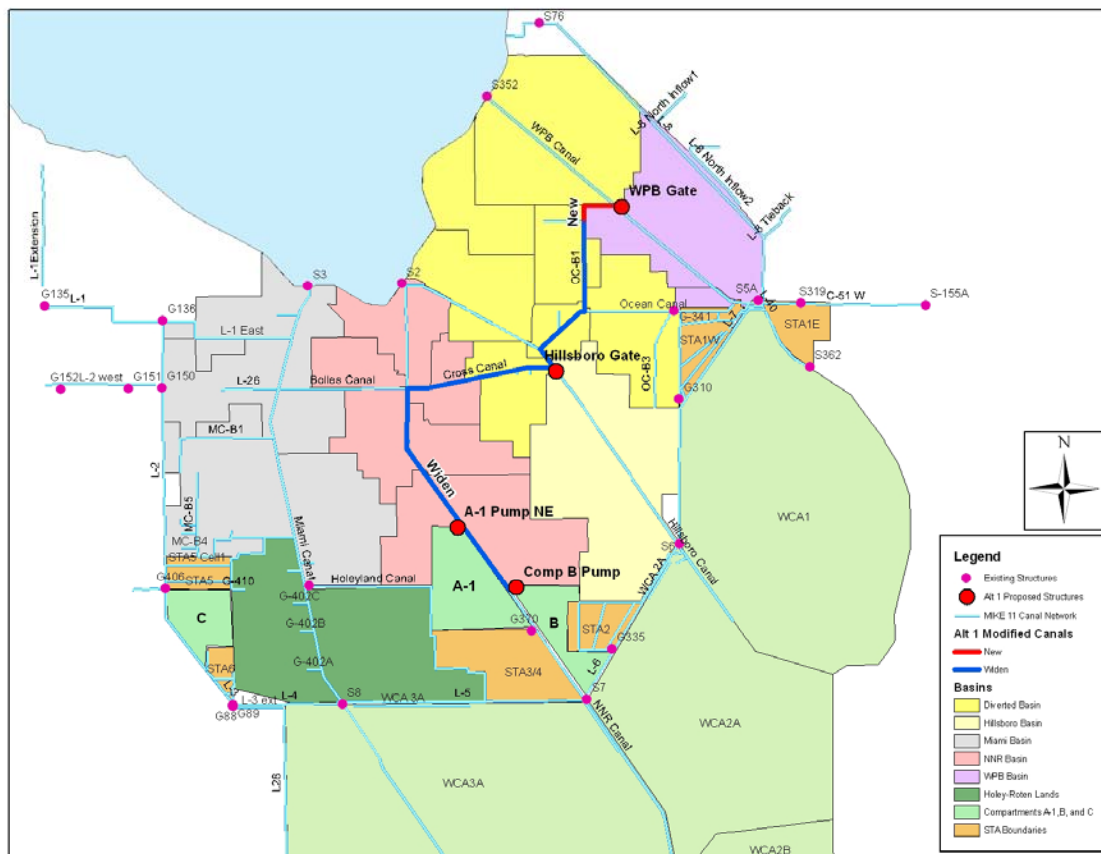 S76
S352
L-8 North Inflow1
L-8
WPB Canal
L-8 North Inflow2
WPB Gate
New
L-8 Tieback
L-1Extension
OC-B1
S3
S2
G135
L-1
G136
S5A
S319
C-51 W
S-155A
L-40
Ocean Canal
G-341
L-7
STA1E
L-1 East
STA1W
Hillsboro Gate
S362
G152
L-2 west
G151
G150
L-26
Bolles Canal
Cross Canal
OC-B3
G310
MC-B1
L-2
Widen
N
MC-B5
A-1 Pump NE
WCA1
Miami Canal
MC-B4
S6
Hillsboro Canal
STA5 Cell1
G406
STA5
G-410
Holeyland Canal
A-1
Comp B Pump
WCA 2A
G-402C
C
G-402B
G370
B
STA2
G335
STA6
G-402A
STA3/4
L-6
L-3
L-3 ext
L-4
S8
WCA 3A
L-5
S7
G88
G89
NNR Canal
WCA2A
L28
WCA3A
WCA2B
Legend
Existing Structures
Alt 1 Proposed Structures
MIKE 11 Canal Network
Alt 1 Modified Canals
New
Widen
Basins
Diverted Basin
Hillsboro Basin
Miami Basin
NNR Basin
WPB Basin
Holey-Roten Lands
Compartments A-1,B, and C
STA Boundaries